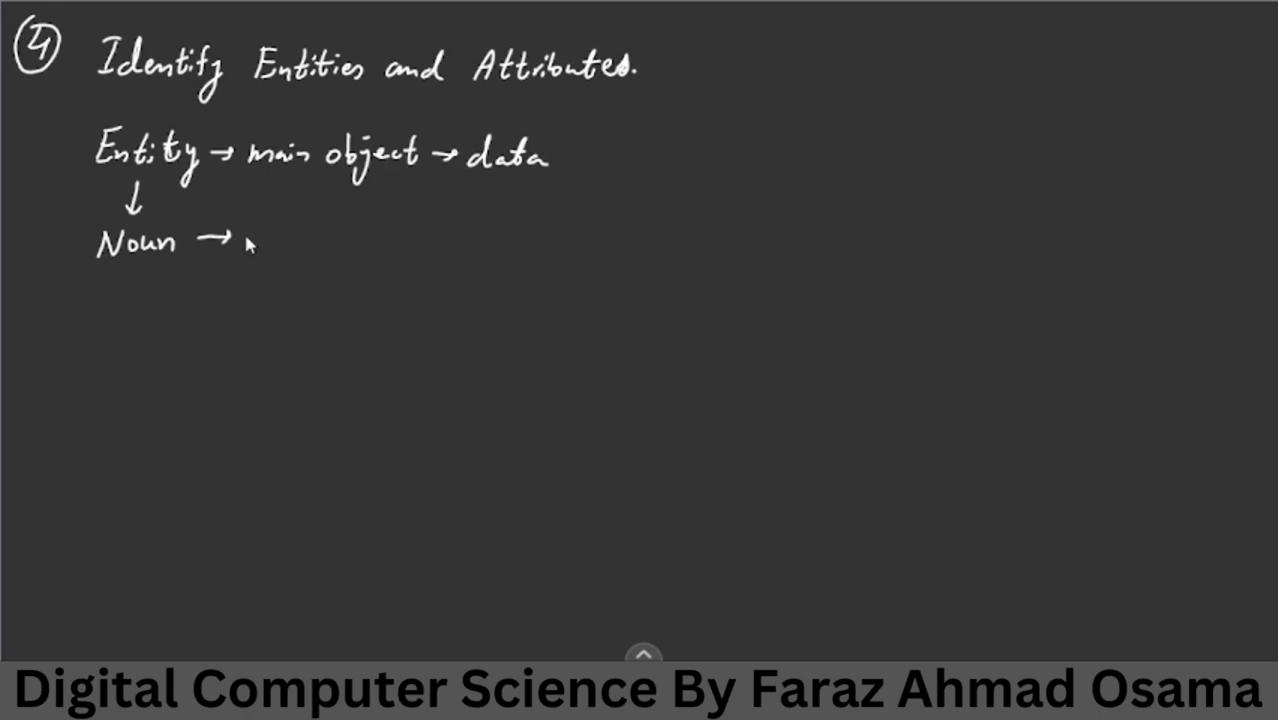 ④ Identify Entities and Attributes.
Entity → main object → data
↓
Noun →
Digital Computer Science By Faraz Ahmad Osama